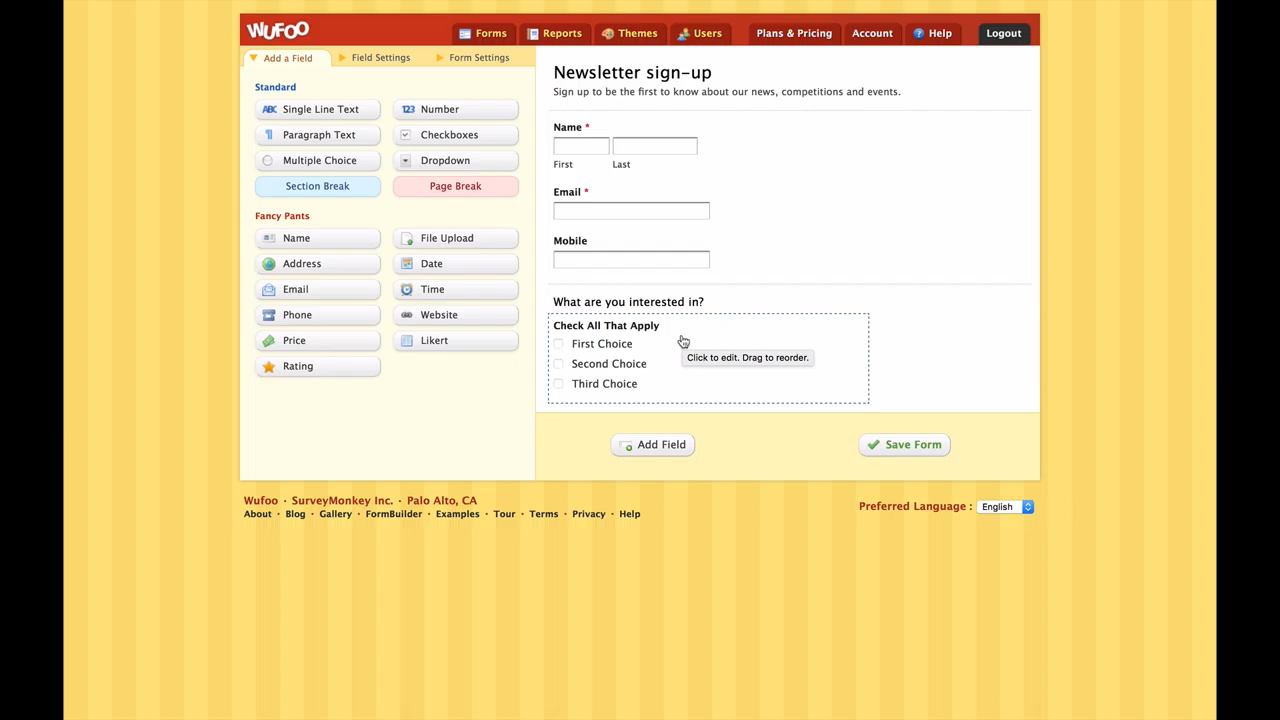 WUFOO
Forms Reports Themes Users Plans & Pricing Account Help Logout
Add a Field Field Settings Form Settings
Standard
ABC Single Line Text
123 Number
Paragraph Text
Checkboxes
Multiple Choice
Dropdown
Section Break
Page Break
Fancy Pants
Name
File Upload
Address
Date
Email
Time
Phone
Website
Price
Likert
Rating
Newsletter sign-up
Sign up to be the first to know about our news, competitions and events.
Name *
First Last
Email *
Mobile
What are you interested in?
Check All That Apply
First Choice
Second Choice
Third Choice
Click to edit. Drag to reorder.
Add Field
Save Form
Wufoo · SurveyMonkey Inc. · Palo Alto, CA
About · Blog · Gallery · FormBuilder · Examples · Tour · Terms · Privacy · Help
Preferred Language : English